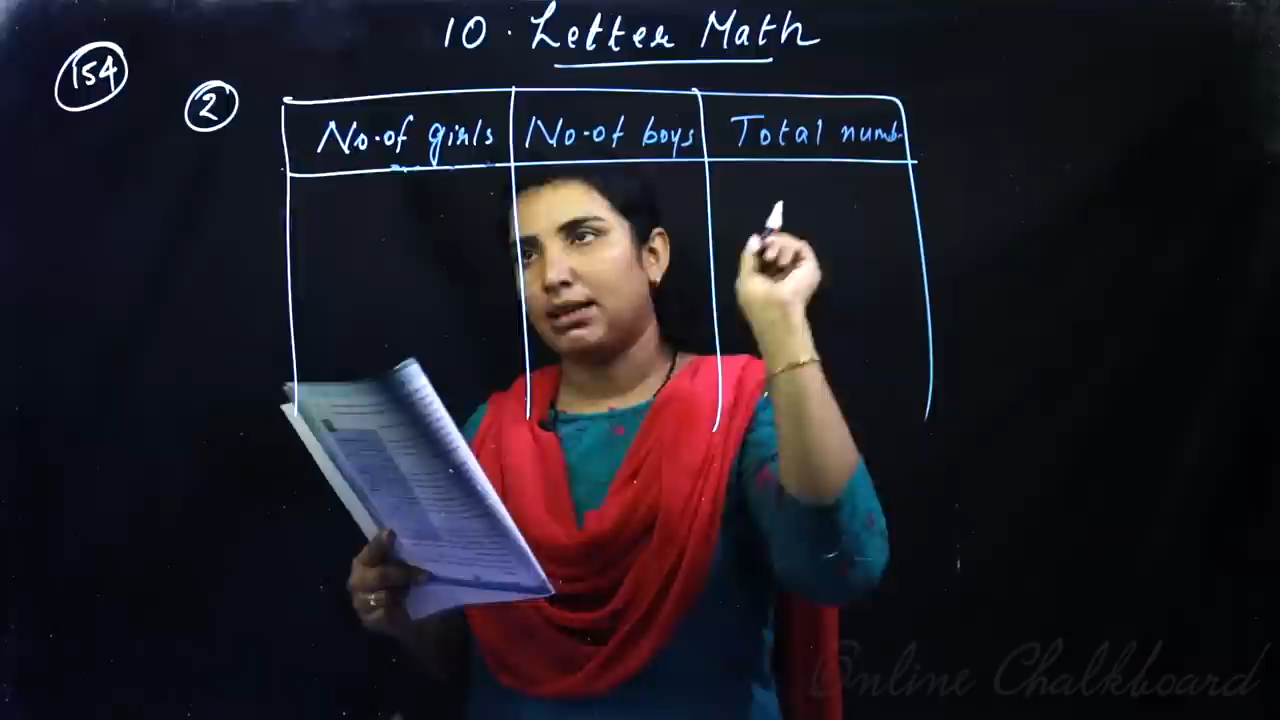 10. Letter Math
154
2
No. of girls No. of boys Total numb
Online Chalkboard